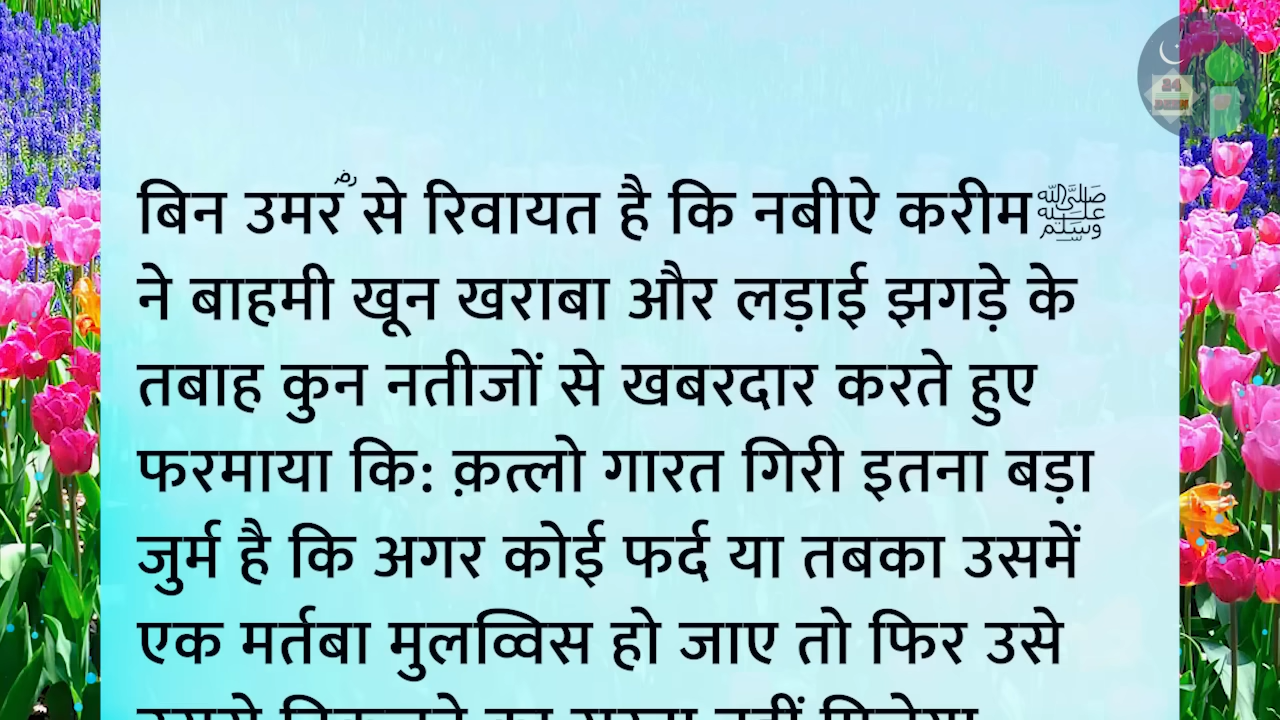 24
बिन उमरؓ से रिवायत है कि नबीऐ करीम ﷺ
ने बाहमी खून खराबा और लड़ाई झगड़े के
तबाह कुन नतीजों से खबरदार करते हुए
फरमाया कि: क़त्लो गारत गिरी इतना बड़ा
जुर्म है कि अगर कोई फर्द या तबका उसमें
एक मर्तबा मुलव्विस हो जाए तो फिर उसे